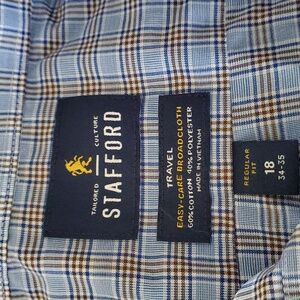 TAILORED CULTURE
STAFFORD
TRAVEL
EASY-CARE BROADCLOTH
60% COTTON 40% POLYESTER
MADE IN VIETNAM
REGULAR
FIT
18
34-35